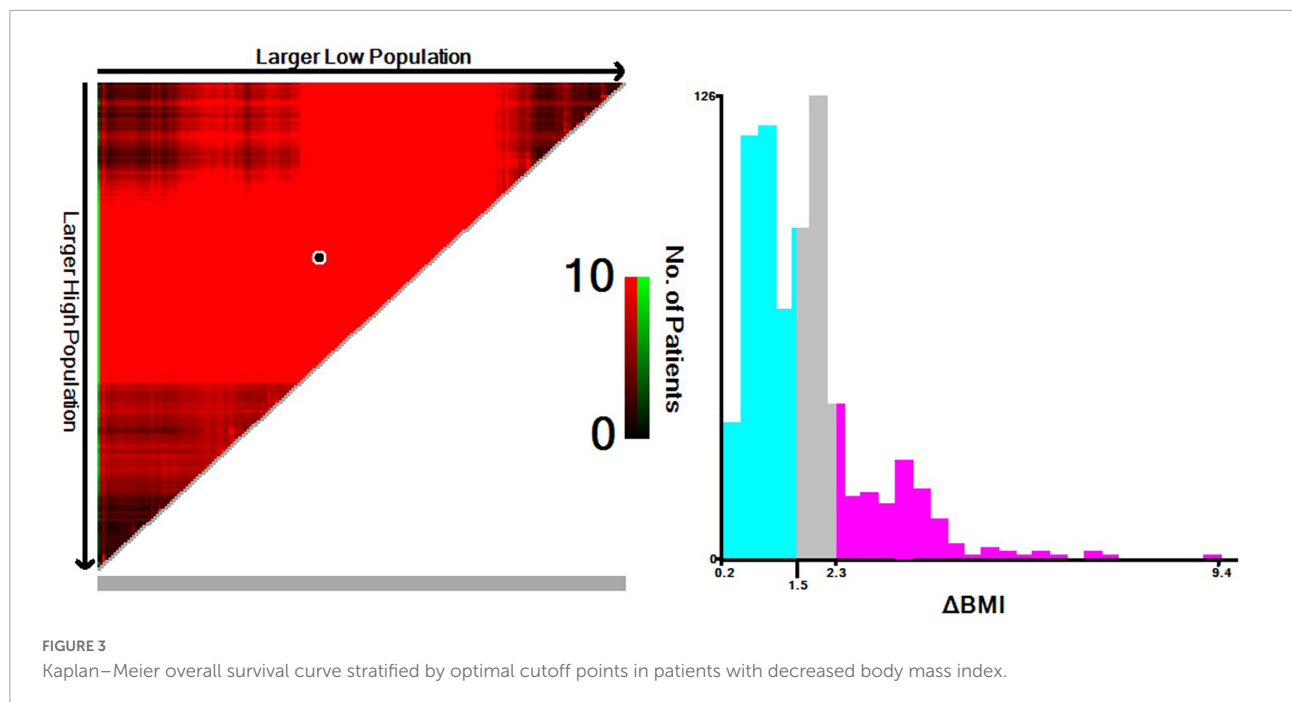 Larger Low Population
Larger High Population
10
0
No. of Patients
126
0
0.2
1.5
2.3
9.4
ΔBMI
FIGURE 3
Kaplan–Meier overall survival curve stratified by optimal cutoff points in patients with decreased body mass index.